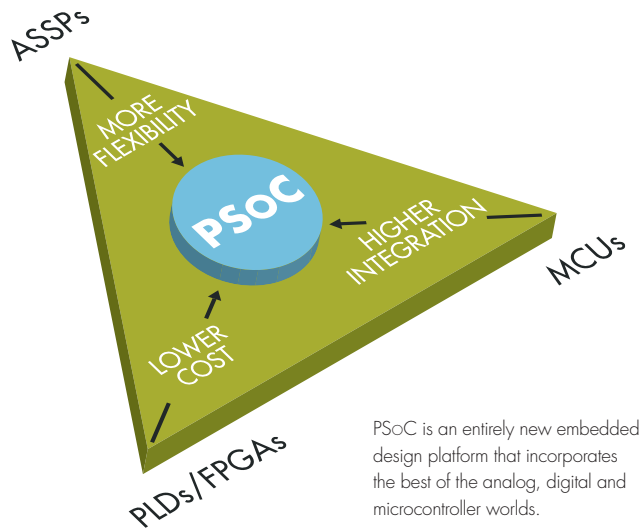 ASSPs
MORE
FLEXIBILITY
PSoC
HIGHER
INTEGRATION
MCUs
LOWER
COST
PLDs/FPGAs
PSoC is an entirely new embedded
design platform that incorporates
the best of the analog, digital and
microcontroller worlds.